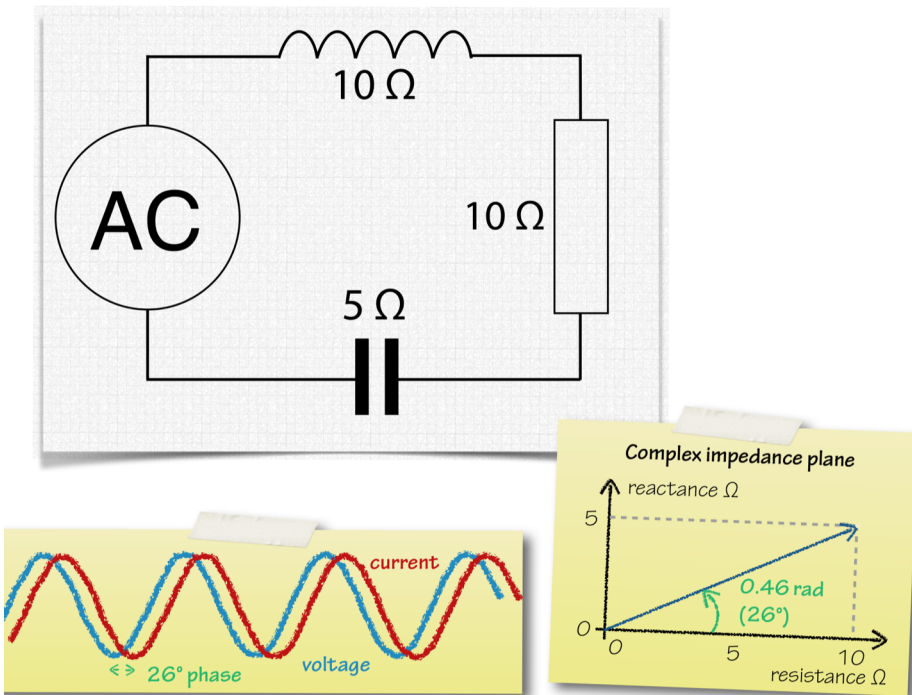 10 Ω
AC
10 Ω
5 Ω
Complex impedance plane
reactance Ω
5
0.46 rad
(26°)
0
0
5
10
resistance Ω
current
voltage
26° phase